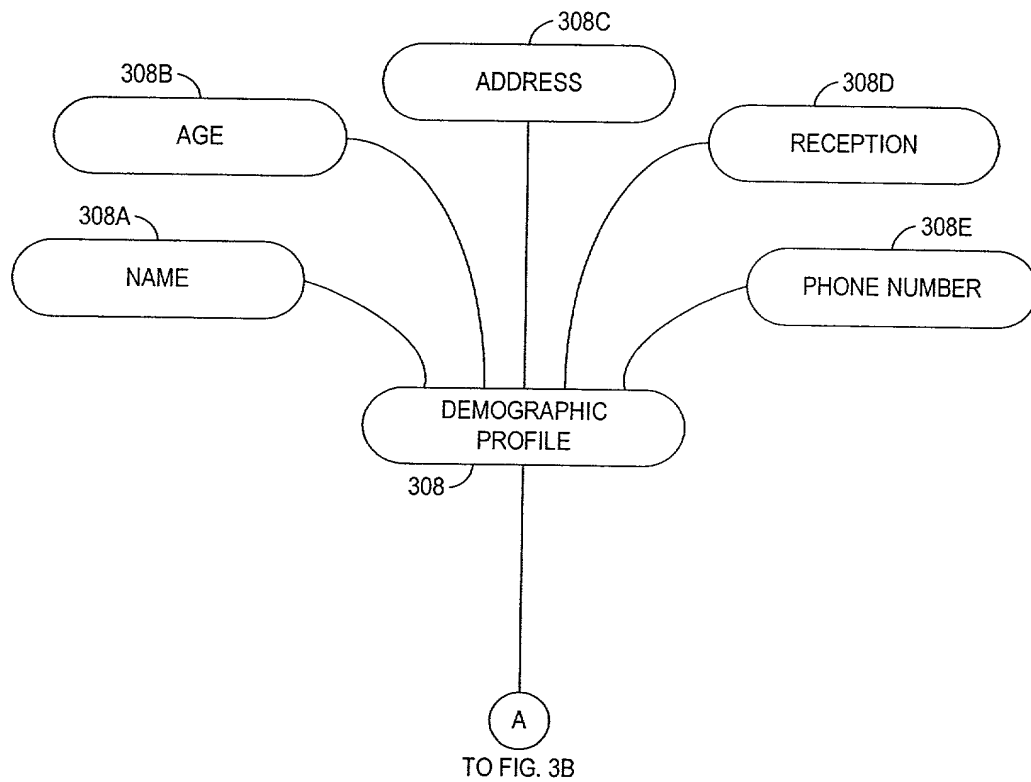 308C
ADDRESS
308B
AGE
308D
RECEPTION
308A
NAME
308E
PHONE NUMBER
DEMOGRAPHIC
PROFILE
308
A
TO FIG. 3B